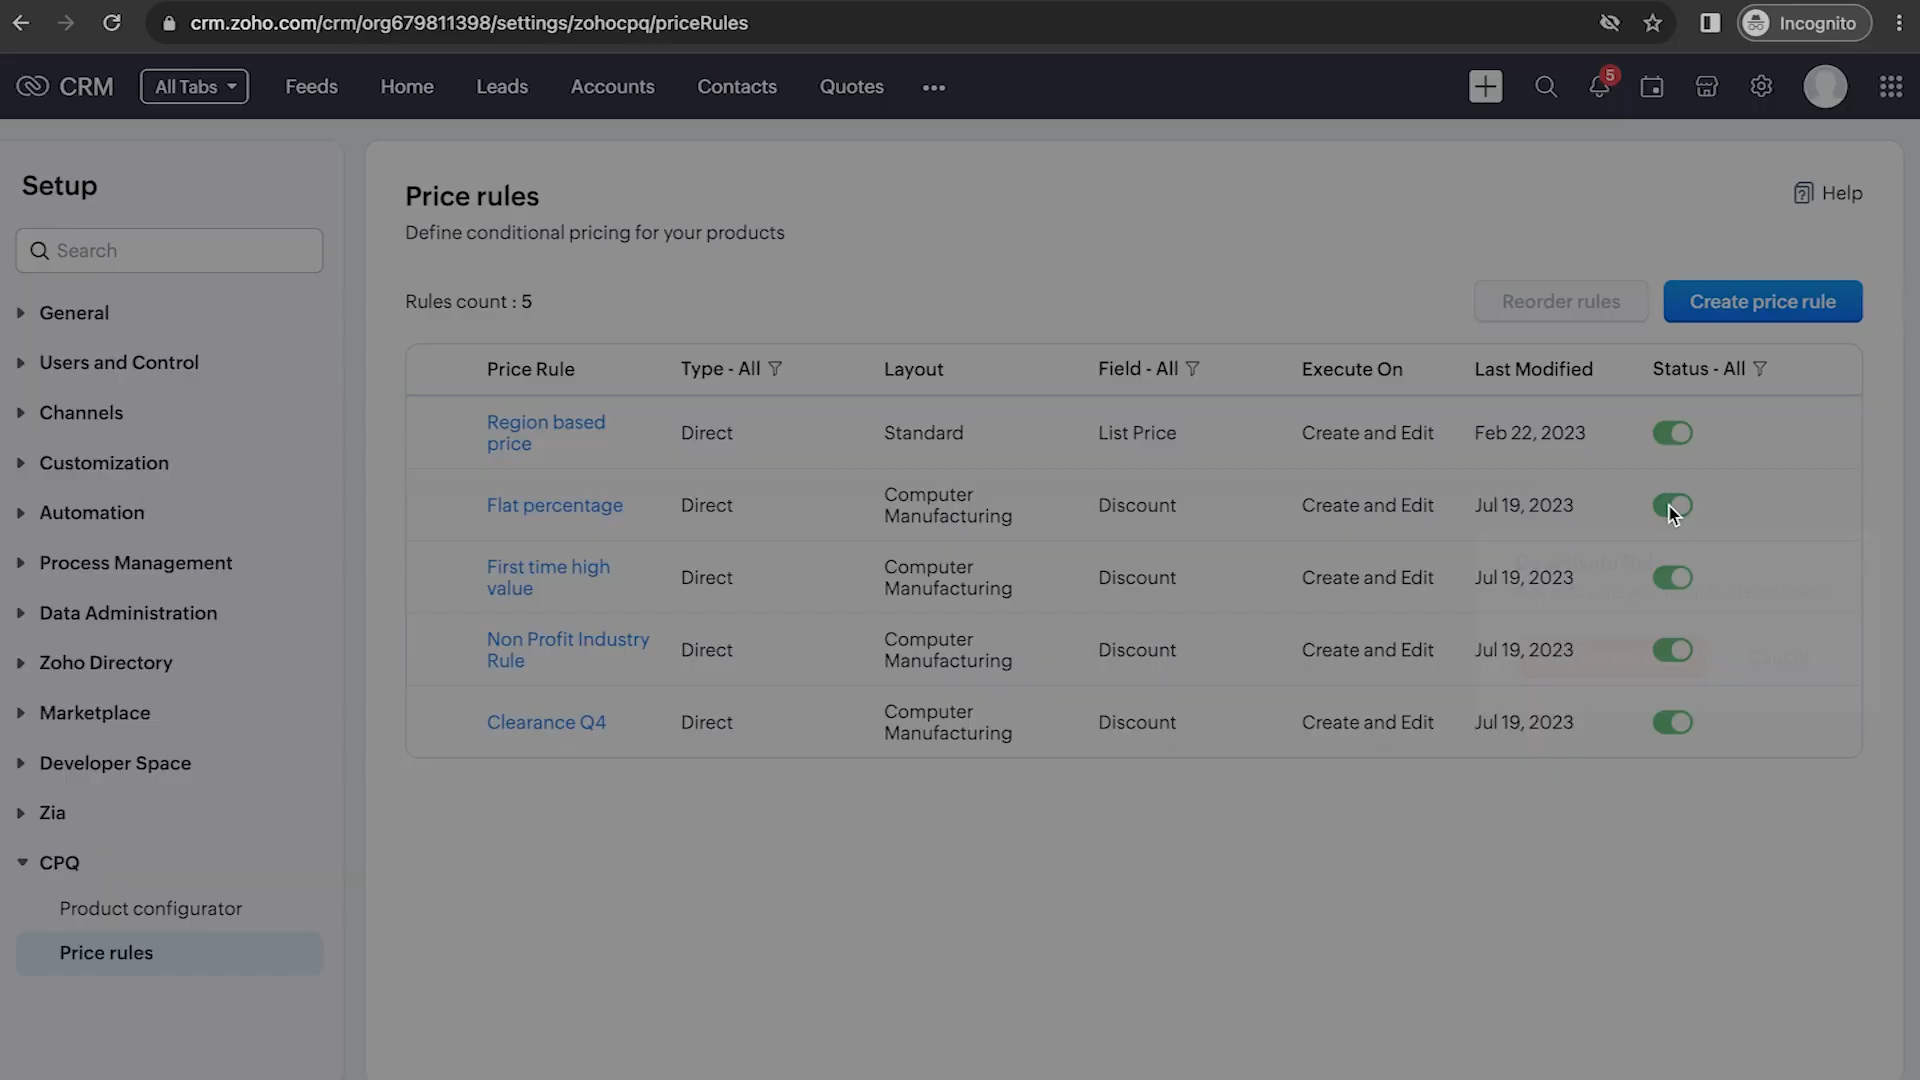 crm.zoho.com/crm/org679811398/settings/zohocpq/priceRules
Incognito
CRM
All Tabs
Feeds
Home
Leads
Accounts
Contacts
Quotes
5
Setup
Search
General
Users and Control
Channels
Customization
Automation
Process Management
Data Administration
Zoho Directory
Marketplace
Developer Space
Zia
CPQ
Product configurator
Price rules
Price rules
Help
Define conditional pricing for your products
Rules count : 5
Reorder rules
Create price rule
Price Rule Type - All Layout Field - All Execute On Last Modified Status - All
Region based
price
Direct
Standard
List Price
Create and Edit
Feb 22, 2023
Flat percentage
Direct
Computer
Manufacturing
Discount
Create and Edit
Jul 19, 2023
First time high
value
Direct
Computer
Manufacturing
Discount
Create and Edit
Jul 19, 2023
Non Profit Industry
Rule
Direct
Computer
Manufacturing
Discount
Create and Edit
Jul 19, 2023
Clearance Q4
Direct
Computer
Manufacturing
Discount
Create and Edit
Jul 19, 2023